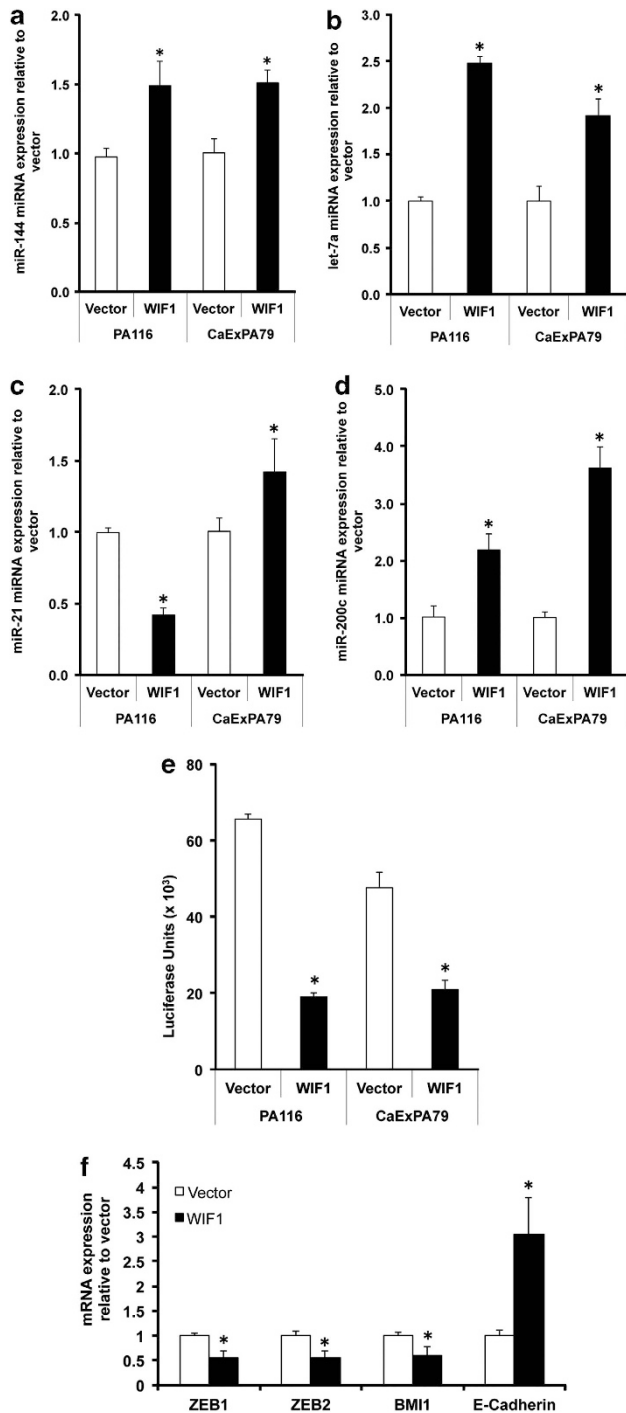 a
miR-144 miRNA expression relative to
vector
2.0
1.5
1.0
0.5
0.0
*
*
Vector WIF1 Vector WIF1
PA116 CaExPA79
b
let-7a miRNA expression relative to
vector
3.0
2.5
2.0
1.5
1.0
0.5
0.0
*
*
Vector WIF1 Vector WIF1
PA116 CaExPA79
c
miR-21 miRNA expression relative to
vector
2.0
1.5
1.0
0.5
0.0
*
*
Vector WIF1 Vector WIF1
PA116 CaExPA79
d
miR-200c miRNA expression relative to
vector
5.0
4.0
3.0
2.0
1.0
0.0
*
*
Vector WIF1 Vector WIF1
PA116 CaExPA79
e
Luciferase Units (x 10³)
80
60
40
20
0
*
*
Vector WIF1 Vector WIF1
PA116 CaExPA79
f
mRNA expression
relative to vector
4.5
4
3.5
3
2.5
2
1.5
1
0.5
0
Vector
WIF1
*
*
*
*
ZEB1 ZEB2 BMI1 E-Cadherin